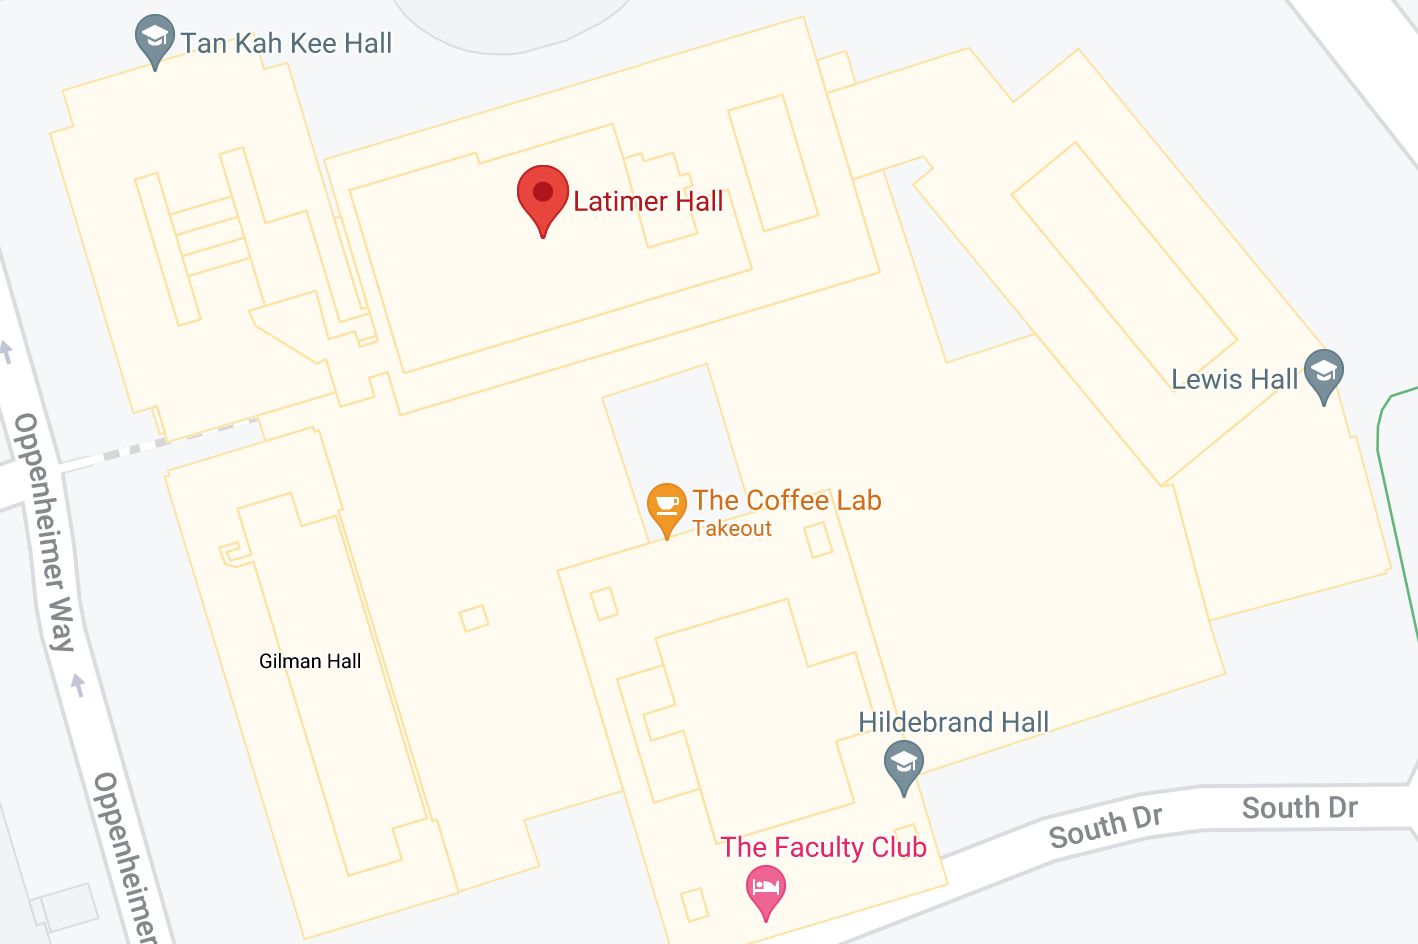 Tan Kah Kee Hall
Latimer Hall
Lewis Hall
Oppenheimer Way
The Coffee Lab
Takeout
Gilman Hall
Hildebrand Hall
South Dr
South Dr
The Faculty Club
Oppenheimer